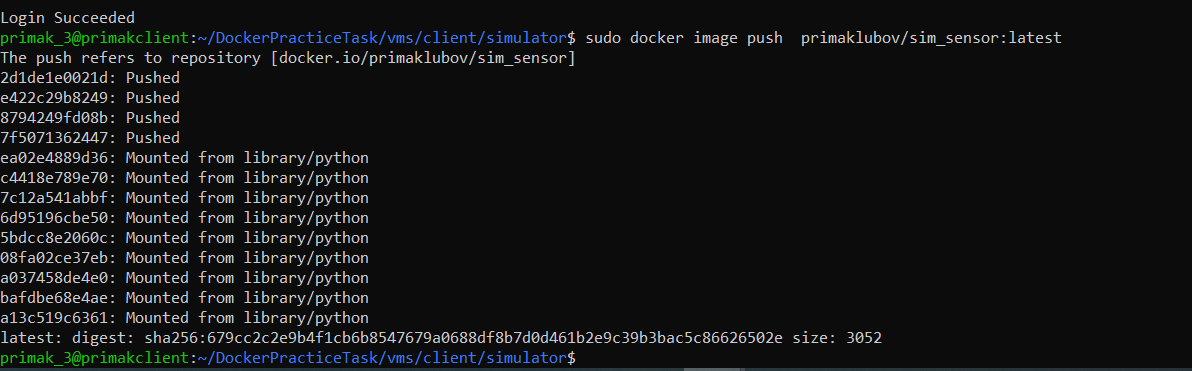 Login Succeeded
primak_3@primakclient:~/DockerPracticeTask/vms/client/simulator$ sudo docker image push  primaklubov/sim_sensor:latest
The push refers to repository [docker.io/primaklubov/sim_sensor]
2d1de1e0021d: Pushed
e422c29b8249: Pushed
8794249fd08b: Pushed
7f5071362447: Pushed
ea02e4889d36: Mounted from library/python
c4418e789e70: Mounted from library/python
7c12a541abbf: Mounted from library/python
6d95196cbe50: Mounted from library/python
5bdcc8e2060c: Mounted from library/python
08fa02ce37eb: Mounted from library/python
a037458de4e0: Mounted from library/python
bafdbe68e4ae: Mounted from library/python
a13c519c6361: Mounted from library/python
latest: digest: sha256:679cc2c2e9b4f1cb6b8547679a0688df8b7d0d461b2e9c39b3bac5c86626502e size: 3052
primak_3@primakclient:~/DockerPracticeTask/vms/client/simulator$